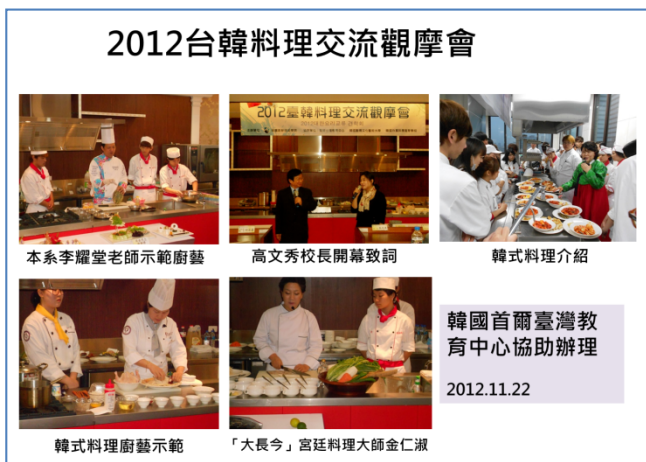 2012台韓料理交流觀摩會
2012臺韓料理交流觀摩會
本系李耀堂老師示範廚藝
高文秀校長開幕致詞
韓式料理介紹
韓式料理廚藝示範
「大長今」宮廷料理大師金仁淑
韓國首爾臺灣教
育中心協助辦理
2012.11.22